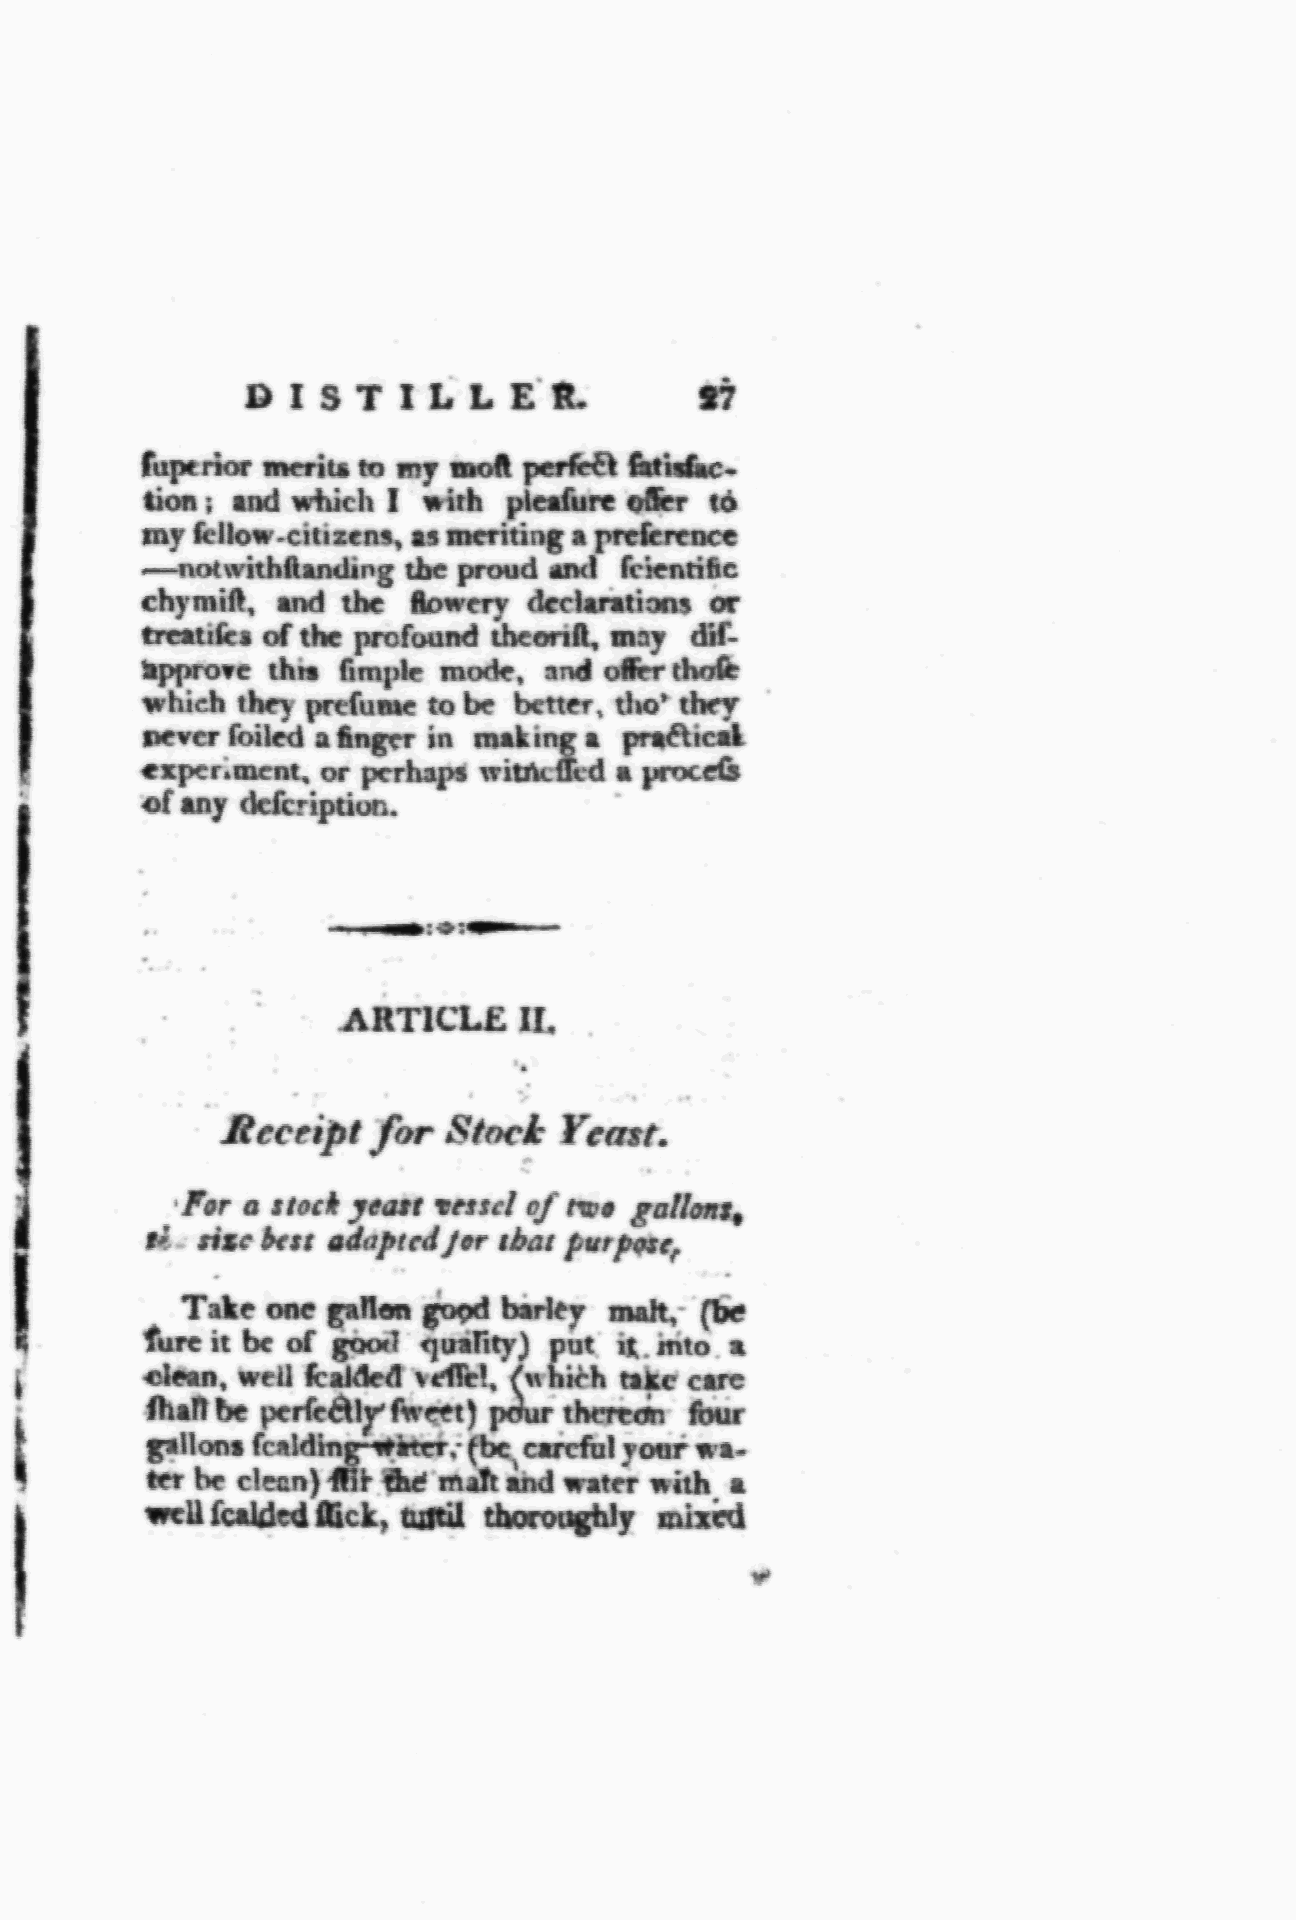 DISTILLER. 27
ſuperior merits to my moſt perfect ſatisfac-
tion; and which I with pleaſure offer to
my fellow-citizens, as meriting a preference
—notwithſtanding the proud and ſcientific
chymiſt, and the flowery declarations or
treatiſes of the profound theoriſt, may diſ-
approve this ſimple mode, and offer thoſe
which they preſume to be better, tho' they
never ſoiled a finger in making a practical
experiment, or perhaps witneſſed a proceſs
of any deſcription.
ARTICLE II.
Receipt for Stock Yeast.
For a stock yeast vessel of two gallons,
the size best adapted for that purpose,
Take one gallon good barley malt, (be
ſure it be of good quality) put it into a
clean, well ſcalded veſſel, (which take care
ſhall be perfectly ſweet) pour thereon four
gallons ſcalding water, (be careful your wa-
ter be clean) ſtir the malt and water with a
well ſcalded ſtick, until thoroughly mixed